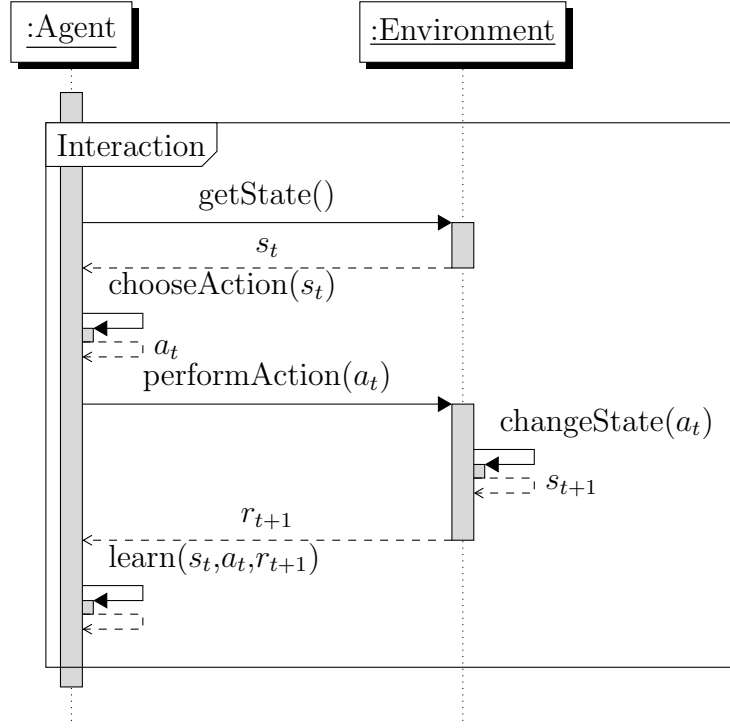 :Agent
:Environment
Interaction
getState()
s_t
chooseAction(s_t)
a_t
performAction(a_t)
changeState(a_t)
s_{t+1}
r_{t+1}
learn(s_t,a_t,r_{t+1})